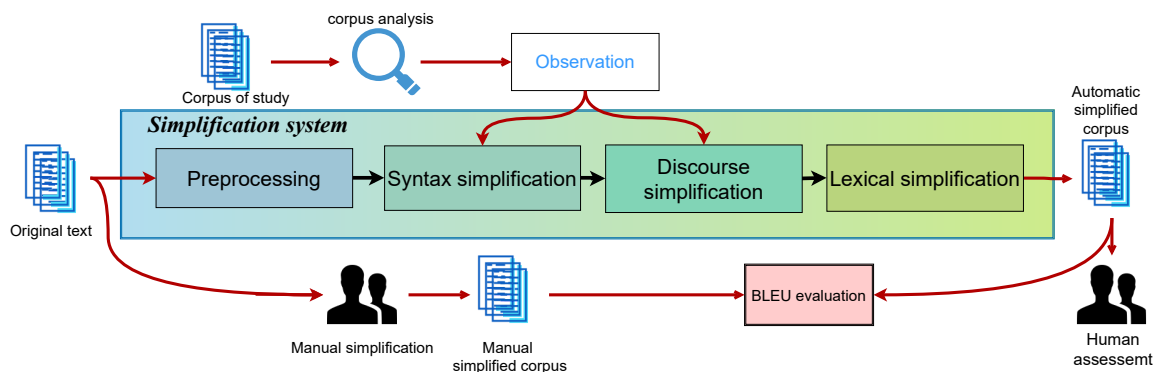 corpus analysis
Observation
Corpus of study
Automatic
simplified
corpus
Simplification system
Preprocessing
Syntax simplification
Discourse
simplification
Lexical simplification
Original text
BLEU evaluation
Manual simplification
Manual
simplified corpus
Human
assessemt